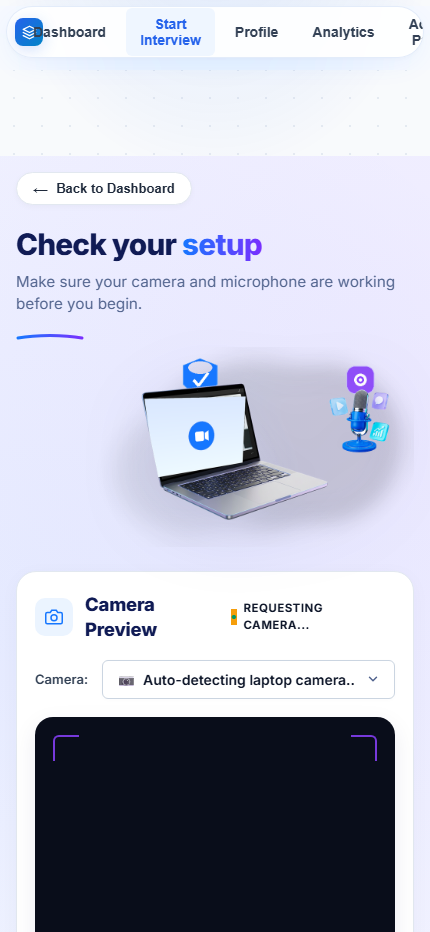 Dashboard
Start
Interview
Profile
Analytics
← Back to Dashboard
Check your setup
Make sure your camera and microphone are working
before you begin.
Camera
Preview
REQUESTING
CAMERA...
Camera:
Auto-detecting laptop camera..